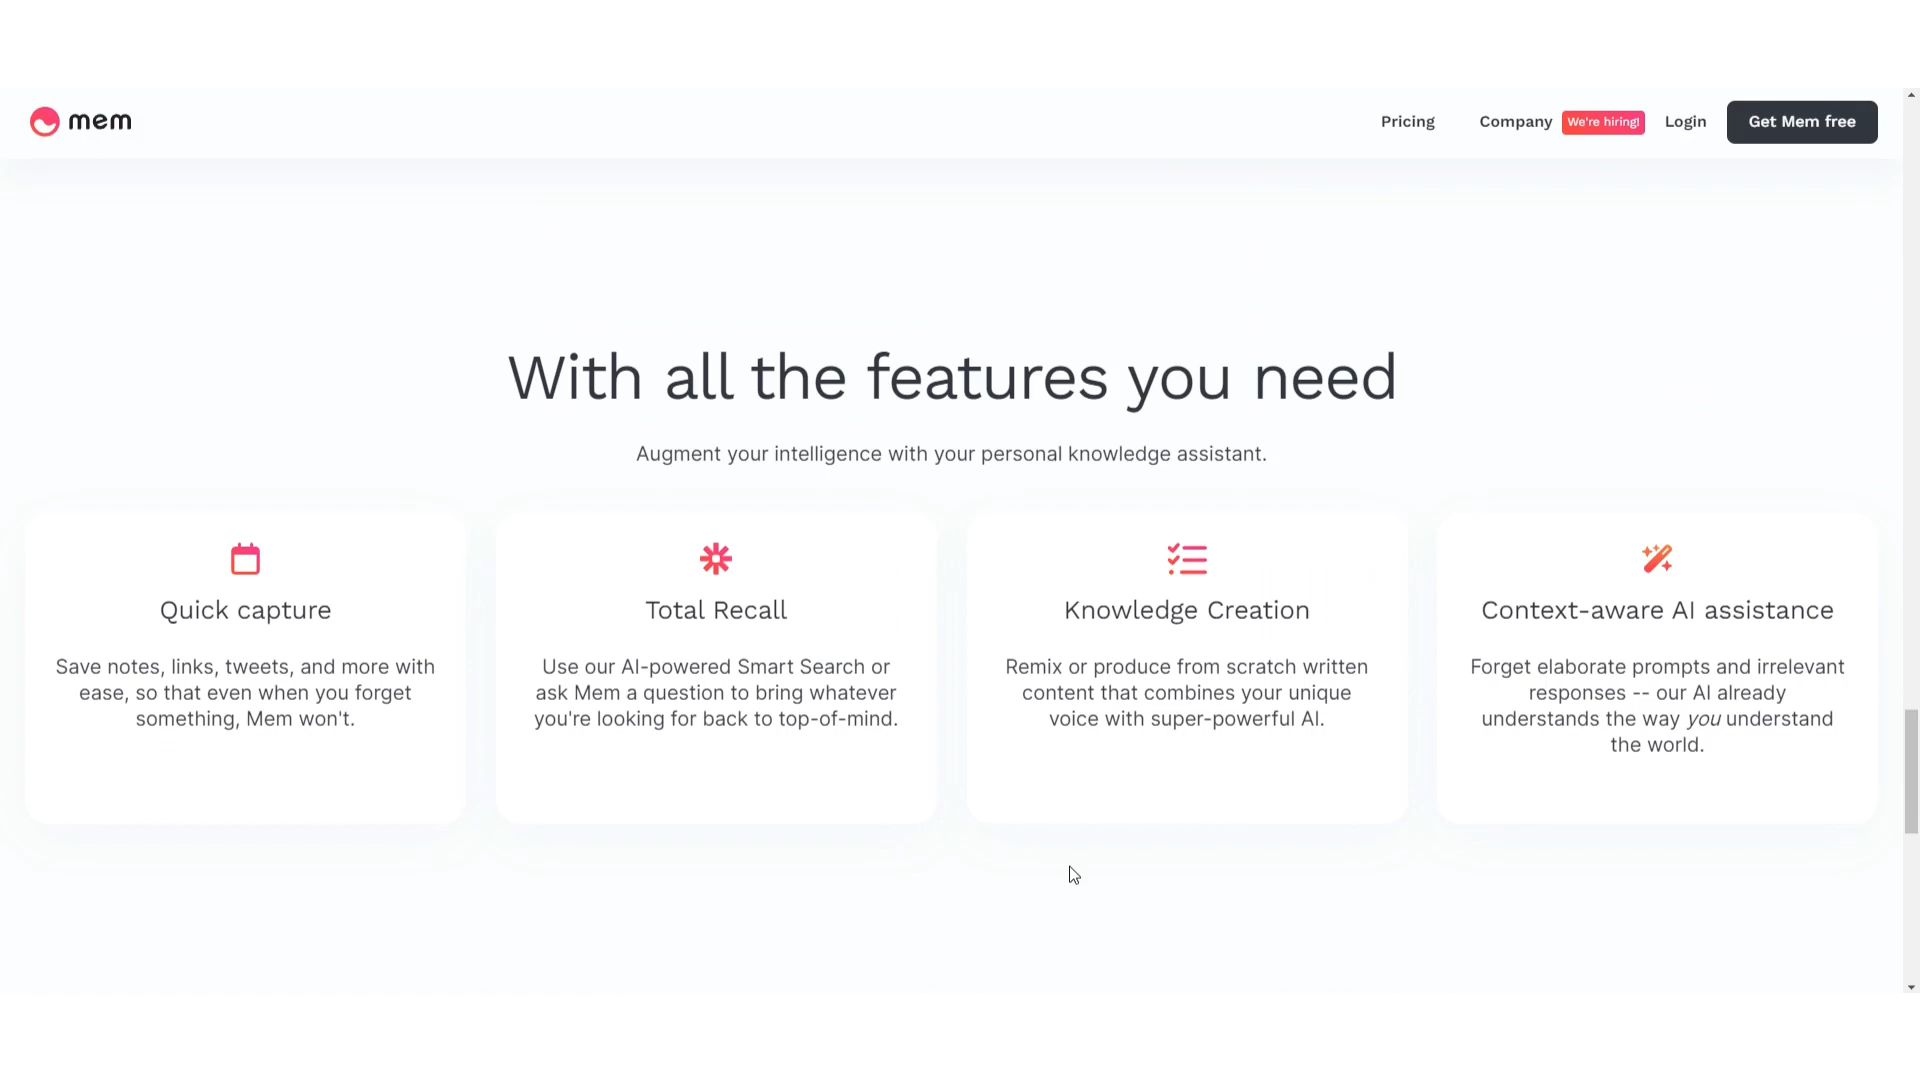 mem
Pricing
Company
We're hiring!
Login
Get Mem free
With all the features you need
Augment your intelligence with your personal knowledge assistant.
Quick capture
Save notes, links, tweets, and more with
ease, so that even when you forget
something, Mem won't.
Total Recall
Use our AI-powered Smart Search or
ask Mem a question to bring whatever
you're looking for back to top-of-mind.
Knowledge Creation
Remix or produce from scratch written
content that combines your unique
voice with super-powerful AI.
Context-aware AI assistance
Forget elaborate prompts and irrelevant
responses -- our AI already
understands the way you understand
the world.